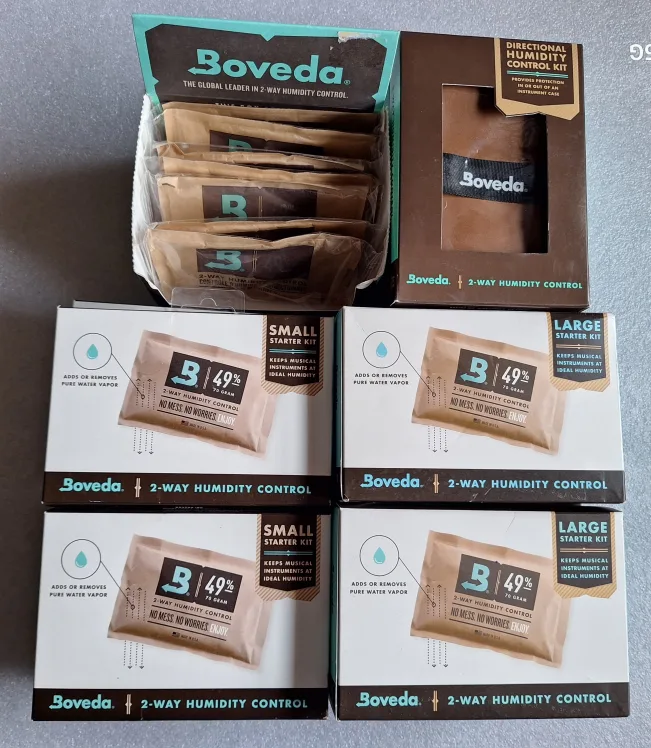 Boveda®
THE GLOBAL LEADER IN 2-WAY HUMIDITY CONTROL.
B
B
2-WAY HUMIDITY
DIRECTIONAL
HUMIDITY
CONTROL KIT
PROVIDES PROTECTION
IN OR OUT OF AN
INSTRUMENT CASE
Boveda
Boveda. 2-WAY HUMIDITY CONTROL
SMALL
STARTER KIT
KEEPS MUSICAL
INSTRUMENTS AT
IDEAL HUMIDITY
ADDS OR REMOVES
PURE WATER VAPOR
B 49%
70 GRAM
2-WAY HUMIDITY CONTROL
NO MESS. NO WORRIES. ENJOY.
Boveda. 2-WAY HUMIDITY CONTROL
LARGE
STARTER KIT
KEEPS MUSICAL
INSTRUMENTS AT
IDEAL HUMIDITY
ADDS OR REMOVES
PURE WATER VAPOR
B 49%
70 GRAM
2-WAY HUMIDITY CONTROL
NO MESS. NO WORRIES. ENJOY.
Boveda. 2-WAY HUMIDITY CONTROL
SMALL
STARTER KIT
KEEPS MUSICAL
INSTRUMENTS AT
IDEAL HUMIDITY
ADDS OR REMOVES
PURE WATER VAPOR
B 49%
70 GRAM
2-WAY HUMIDITY CONTROL
NO MESS. NO WORRIES. ENJOY.
Boveda. 2-WAY HUMIDITY CONTROL
LARGE
STARTER KIT
KEEPS MUSICAL
INSTRUMENTS AT
IDEAL HUMIDITY
ADDS OR REMOVES
PURE WATER VAPOR
B 49%
70 GRAM
2-WAY HUMIDITY CONTROL
NO MESS. NO WORRIES. ENJOY.
Boveda. 2-WAY HUMIDITY CONTROL